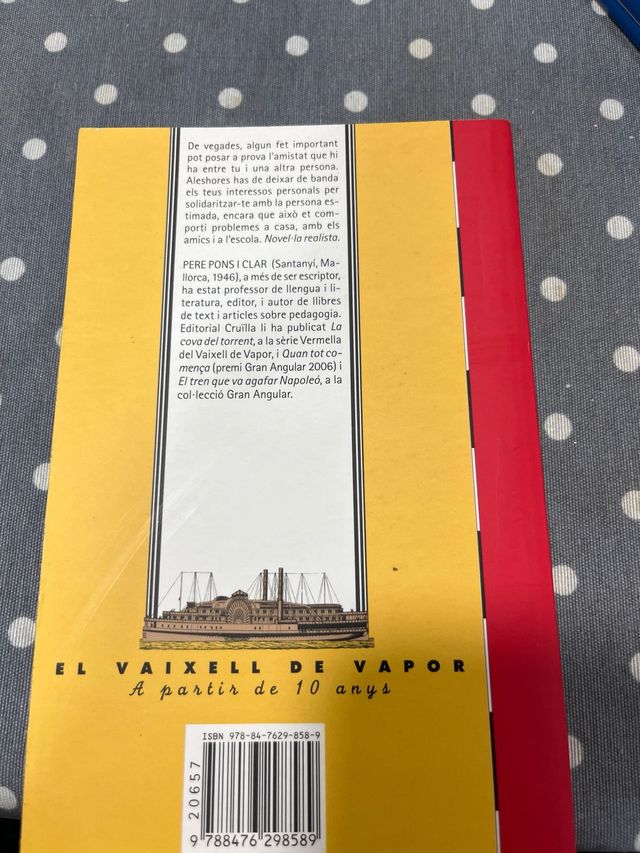 De vegades, algun fet important
pot posar a prova l'amistat que hi
ha entre tu i una altra persona.
Aleshores has de deixar de banda
els teus interessos personals per
solidaritzar-te amb la persona es-
timada, encara que això et com-
porti problemes a casa, amb els
amics i a l'escola. Novel·la realista.
PERE PONS I CLAR (Santanyí, Ma-
llorca, 1946), a més de ser escriptor,
ha estat professor de llengua i li-
teratura, editor, i autor de llibres
de text i articles sobre pedagogia.
Editorial Cruïlla li ha publicat La
cova del torrent, a la sèrie Vermella
del Vaixell de Vapor, i Quan tot co-
mença (premi Gran Angular 2006) i
El tren que va agafar Napoleó, a la
col·lecció Gran Angular.
EL VAIXELL DE VAPOR
A partir de 10 anys
ISBN 978-84-7629-858-9
20657
9 788476 298589